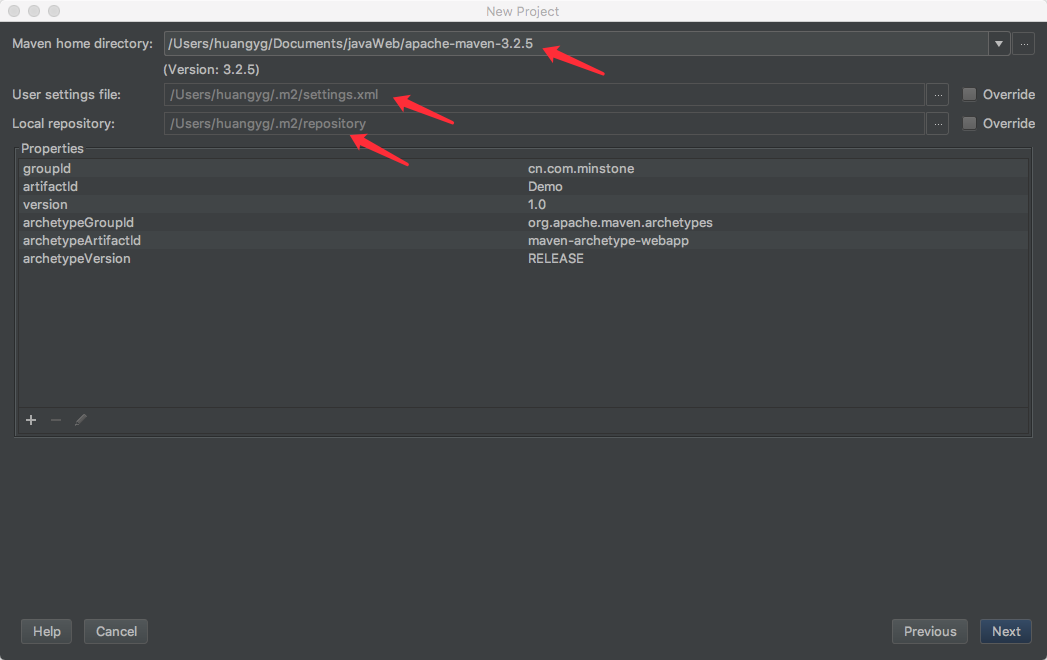 New Project
Maven home directory: /Users/huangyg/Documents/javaWeb/apache-maven-3.2.5 ...
(Version: 3.2.5)
User settings file: /Users/huangyg/.m2/settings.xml ... Override
Local repository: /Users/huangyg/.m2/repository ... Override
Properties
groupId cn.com.minstone
artifactId Demo
version 1.0
archetypeGroupId org.apache.maven.archetypes
archetypeArtifactId maven-archetype-webapp
archetypeVersion RELEASE
Help Cancel Previous Next